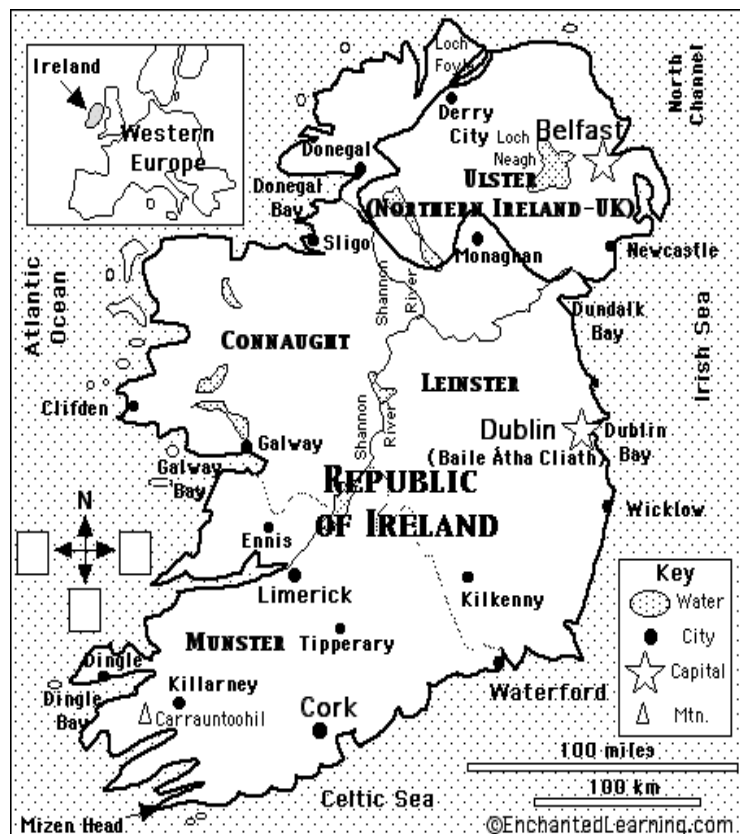 Ireland
Western
Europe
Loch
Foyle
North
Channel
Derry
City
Loch
Neagh
Belfast
Donegal
Donegal
Bay
ULSTER
(NORTHERN IRELAND-UK)
Sligo
Monaghan
Newcastle
Atlantic
Ocean
Shannon
River
Dundalk
Bay
Irish Sea
CONNAUGHT
LEINSTER
Clifden
Shannon
River
Galway
Galway
Bay
Dublin
(Baile Átha Cliath)
Dublin
Bay
REPUBLIC
OF IRELAND
N
Ennis
Wicklow
Limerick
Kilkenny
Key
Water
City
Capital
Mtn.
MUNSTER
Tipperary
Dingle
Dingle
Bay
Killarney
Carrauntoohil
Cork
Waterford
100 miles
100 km
Celtic Sea
Mizen Head
©EnchantedLearning.com